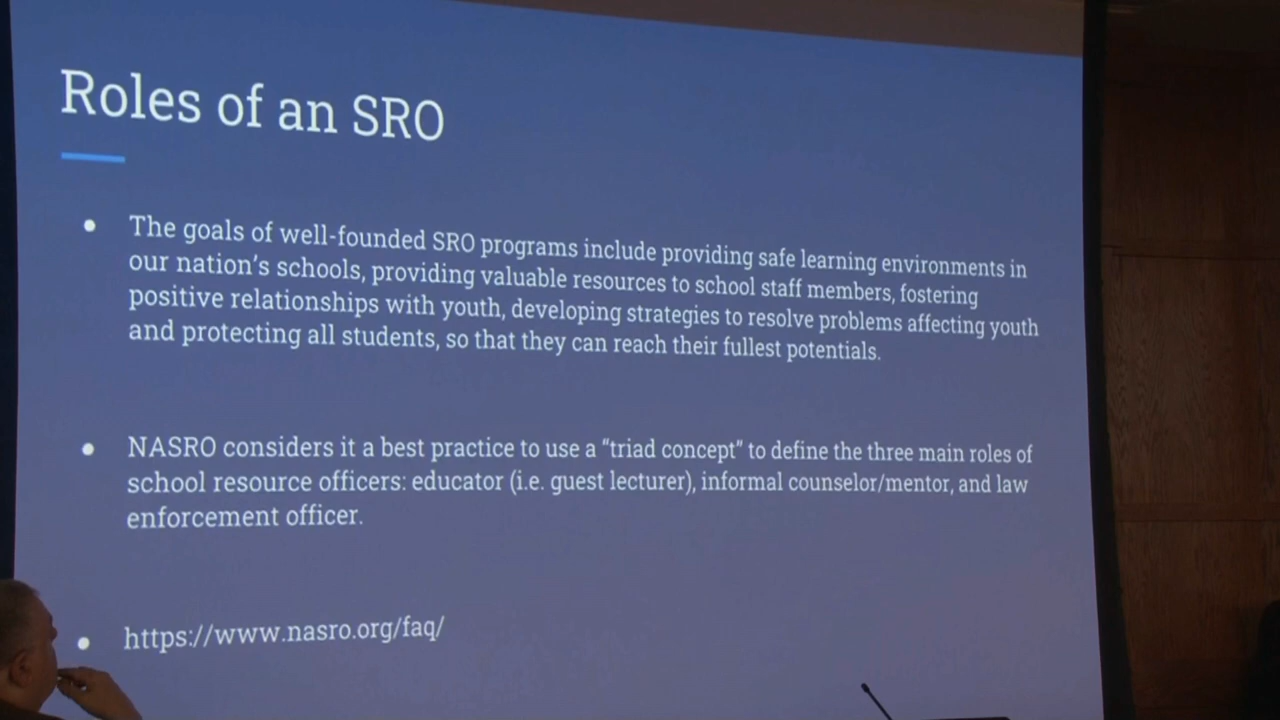 Roles of an SRO
The goals of well-founded SRO programs include providing safe learning environments in
our nation's schools, providing valuable resources to school staff members, fostering
positive relationships with youth, developing strategies to resolve problems affecting youth
and protecting all students, so that they can reach their fullest potentials.
NASRO considers it a best practice to use a “triad concept” to define the three main roles of
school resource officers: educator (i.e. guest lecturer), informal counselor/mentor, and law
enforcement officer.
https://www.nasro.org/faq/